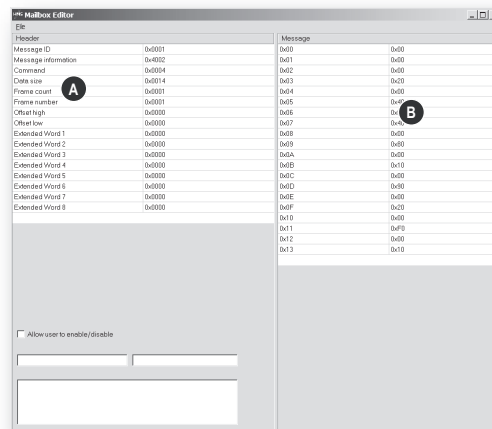 Mailbox Editor
File
Header
Message ID 0x0001
Message information 0x4002
Command 0x0004
Data size 0x0014
Frame count 0x0001
Frame number 0x0001
Offset high 0x0000
Offset low 0x0000
Extended Word 1 0x0000
Extended Word 2 0x0000
Extended Word 3 0x0000
Extended Word 4 0x0000
Extended Word 5 0x0000
Extended Word 6 0x0000
Extended Word 7 0x0000
Extended Word 8 0x0000
A
Allow user to enable/disable
Message
0x00 0x00
0x01 0x00
0x02 0x00
0x03 0x20
0x04 0x00
0x05
0x06
0x07
0x08 0x00
0x09 0x80
0x0A 0x00
0x0B 0x10
0x0C 0x00
0x0D 0x90
0x0E 0x00
0x0F 0x20
0x10 0x00
0x11 0xF0
0x12 0x00
0x13 0x10
B